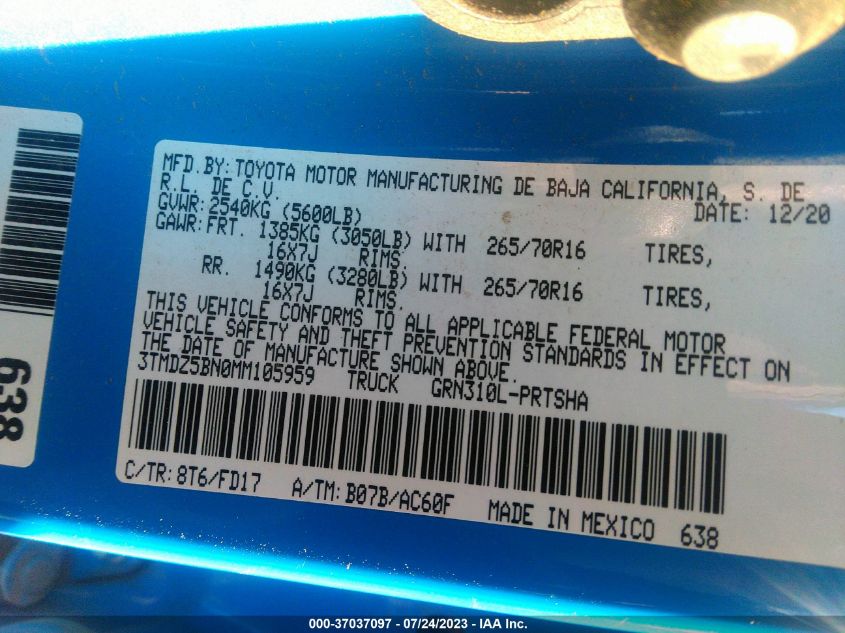 MFD.BY:TOYOTA MOTOR MANUFACTURING DE BAJA CALIFORNIA, S. DE
R.L. DE C.V.
DATE: 12/20
GVWR:2540KG (5600LB)
GAWR:FRT. 1385KG (3050LB) WITH 265/70R16 TIRES,
16X7J RIMS.
RR. 1490KG (3280LB) WITH 265/70R16 TIRES,
16X7J RIMS.
THIS VEHICLE CONFORMS TO ALL APPLICABLE FEDERAL MOTOR
VEHICLE SAFETY AND THEFT PREVENTION STANDARDS IN EFFECT ON
THE DATE OF MANUFACTURE SHOWN ABOVE.
3TMDZ5BN0MM105959 TRUCK GRN310L-PRTSHA
C/TR:8T6/FD17 A/TM:B07B/AC60F MADE IN MEXICO 638
638
000-37037097 - 07/24/2023 - IAA Inc.